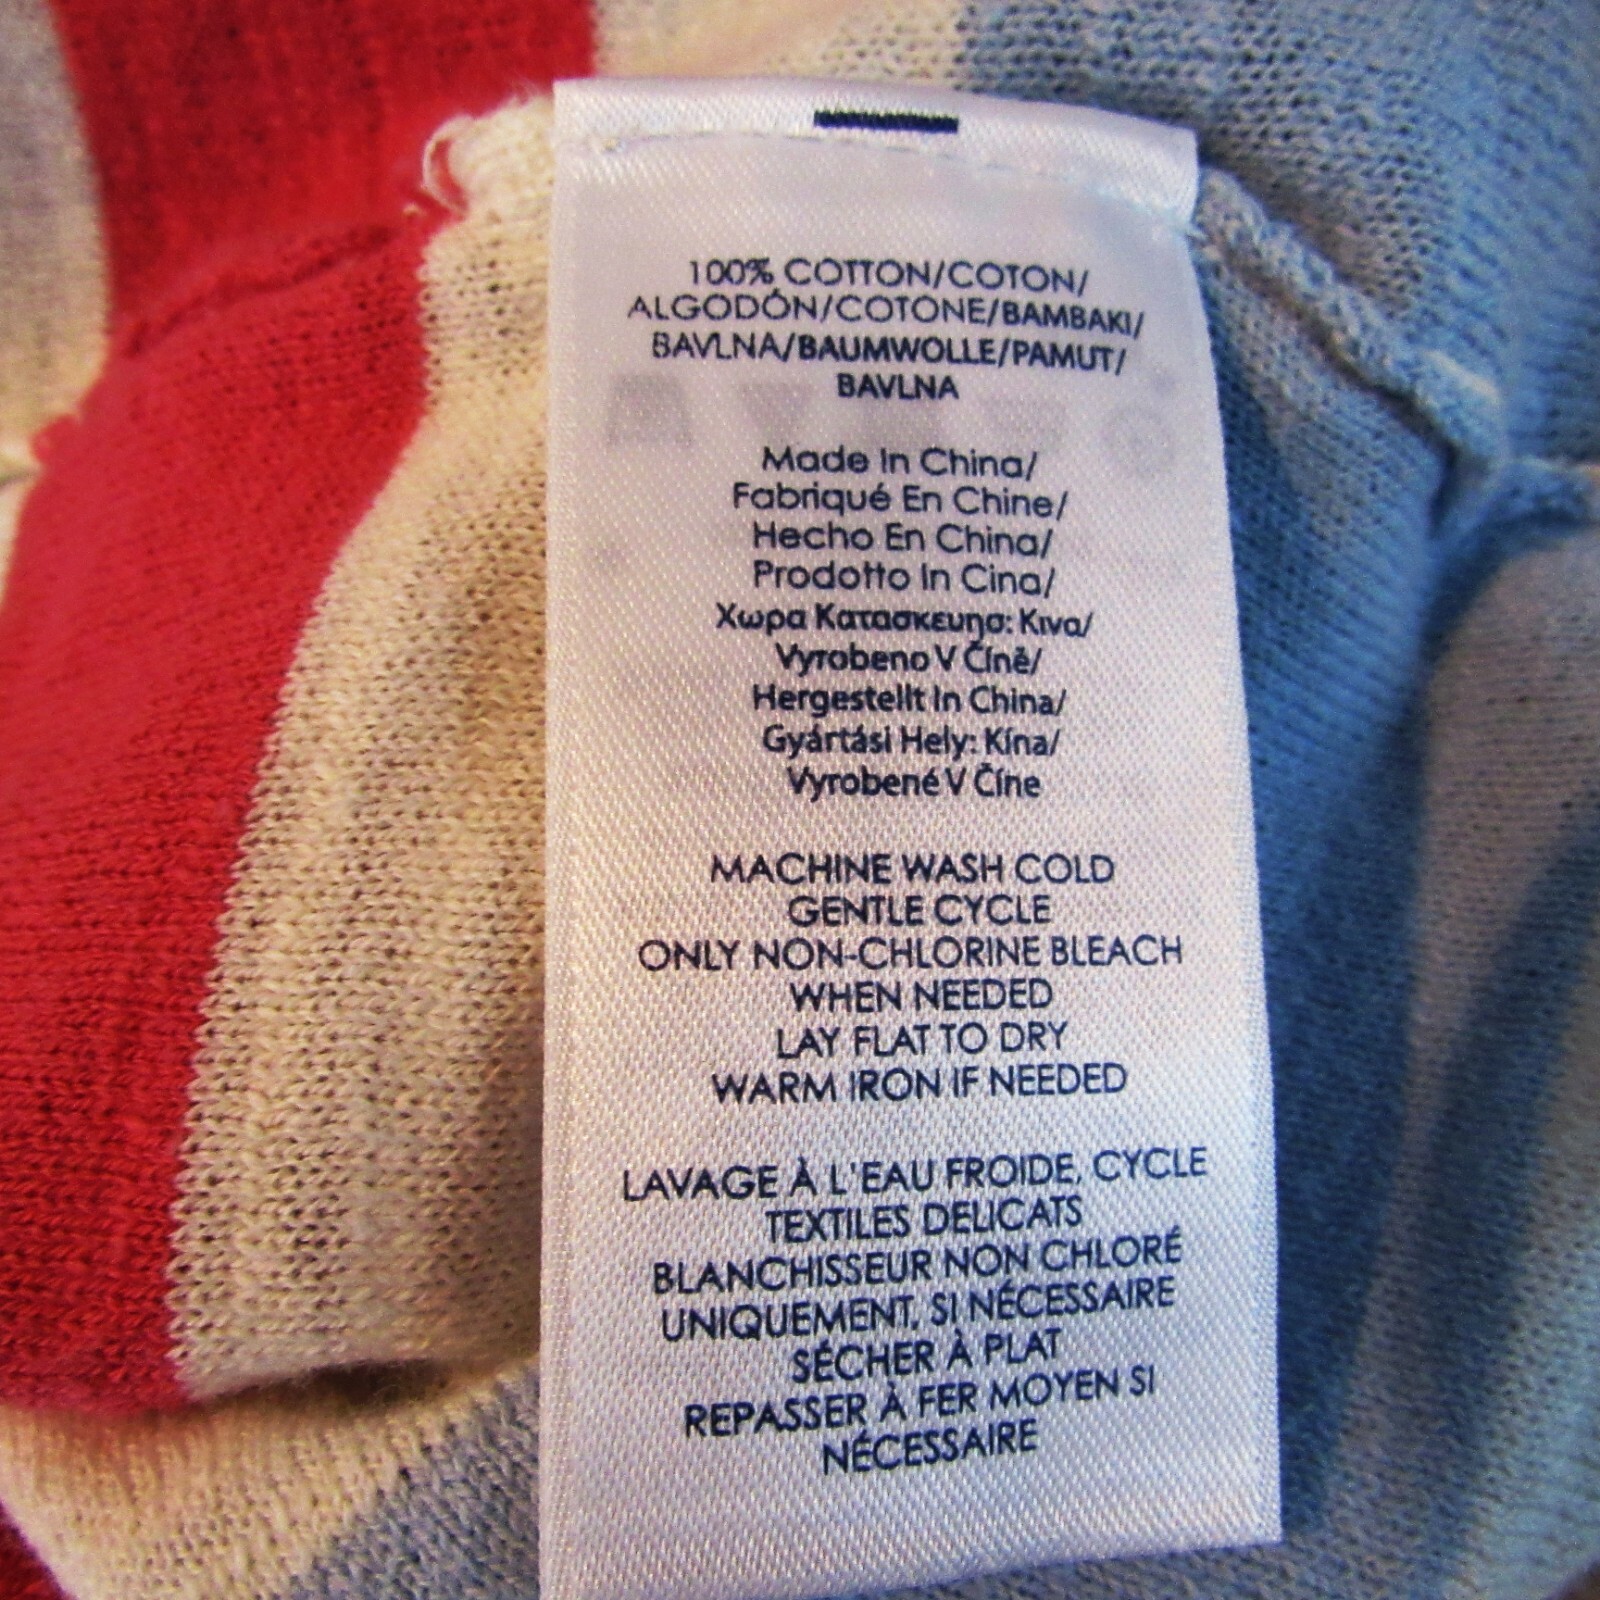 100% COTTON/COTON/
ALGODÓN/COTONE/BAMBAKI/
BAVLNA/BAUMWOLLE/PAMUT/
BAVLNA
Made In China/
Fabriqué En Chine/
Hecho En China/
Prodotto In Cina/
Χωρα Κατασκευησ: Κινα/
Vyrobeno V Číně/
Hergestellt In China/
Gyártási Hely: Kína/
Vyrobené V Číne
MACHINE WASH COLD
GENTLE CYCLE
ONLY NON-CHLORINE BLEACH
WHEN NEEDED
LAY FLAT TO DRY
WARM IRON IF NEEDED
LAVAGE À L'EAU FROIDE, CYCLE
TEXTILES DELICATS
BLANCHISSEUR NON CHLORÉ
UNIQUEMENT, SI NÉCESSAIRE
SÉCHER À PLAT
REPASSER À FER MOYEN SI
NÉCESSAIRE